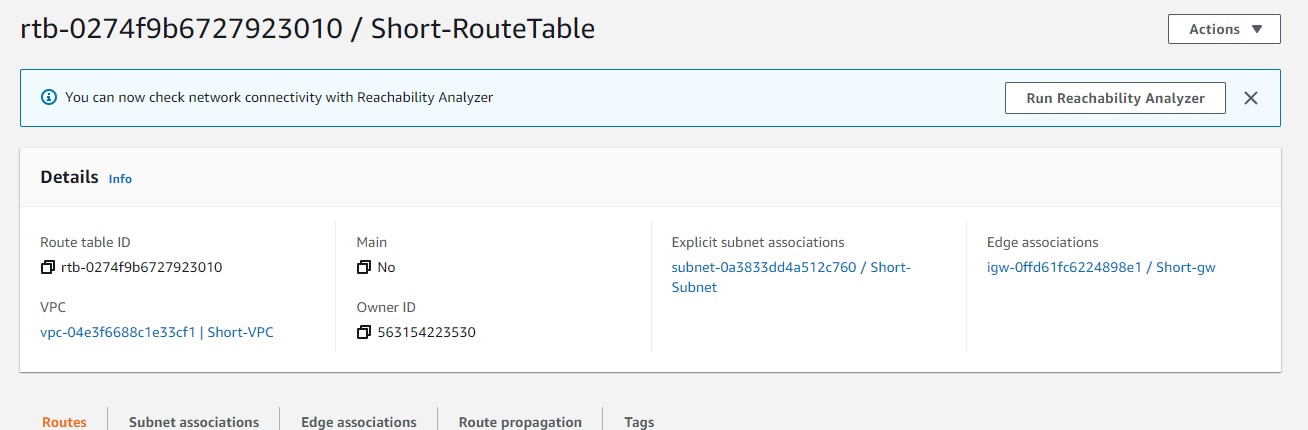 rtb-0274f9b6727923010 / Short-RouteTable
Actions
You can now check network connectivity with Reachability Analyzer
Run Reachability Analyzer
Details Info
Route table ID
rtb-0274f9b6727923010
Main
No
Explicit subnet associations
subnet-0a3833dd4a512c760 / Short-
Subnet
Edge associations
igw-0ffd61fc6224898e1 / Short-gw
VPC
vpc-04e3f6688c1e33cf1 | Short-VPC
Owner ID
563154223530
Routes
Subnet associations
Edge associations
Route propagation
Tags